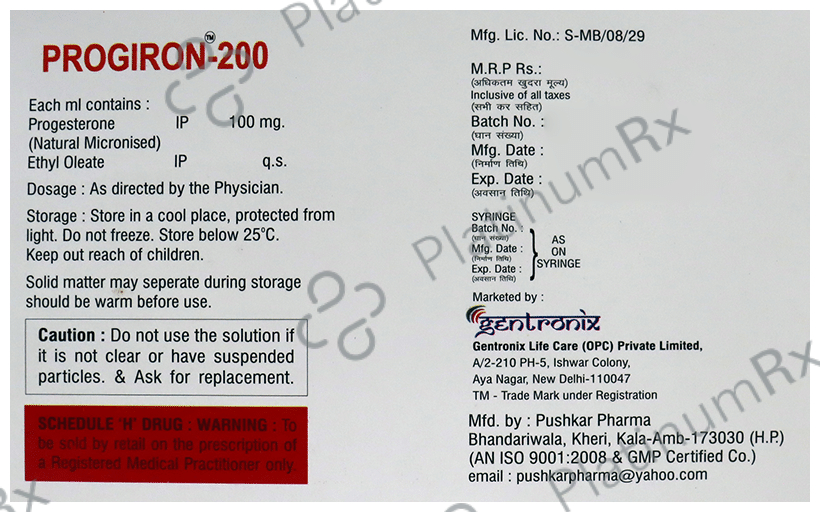 PROGIRON-200
TM
Each ml contains :
Progesterone IP 100 mg.
(Natural Micronised)
Ethyl Oleate IP q.s.
Dosage : As directed by the Physician.
Storage : Store in a cool place, protected from
light. Do not freeze. Store below 25°C.
Keep out reach of children.
Solid matter may seperate during storage
should be warm before use.
Caution : Do not use the solution if
it is not clear or have suspended
particles. & Ask for replacement.
SCHEDULE 'H' DRUG : WARNING : To
be sold by retail on the prescription of
a Registered Medical Practitioner only.
Mfg. Lic. No.: S-MB/08/29
M.R.P Rs.:
(अधिकतम खुदरा मूल्य)
Inclusive of all taxes
(सभी कर सहित)
Batch No. :
(घान संख्या)
Mfg. Date :
(निर्माण तिथि)
Exp. Date :
(अवसान तिथि)
SYRINGE
Batch No. :
(घान संख्या)
Mfg. Date :
(निर्माण तिथि)
Exp. Date :
(अवसान तिथि)
AS
ON
SYRINGE
Marketed by :
gentronix
Gentronix Life Care (OPC) Private Limited,
A/2-210 PH-5, Ishwar Colony,
Aya Nagar, New Delhi-110047
TM - Trade Mark under Registration
Mfd. by : Pushkar Pharma
Bhandariwala, Kheri, Kala-Amb-173030 (H.P.)
(AN ISO 9001:2008 & GMP Certified Co.)
email : pushkarpharma@yahoo.com
PlatinumRx
PlatinumRx